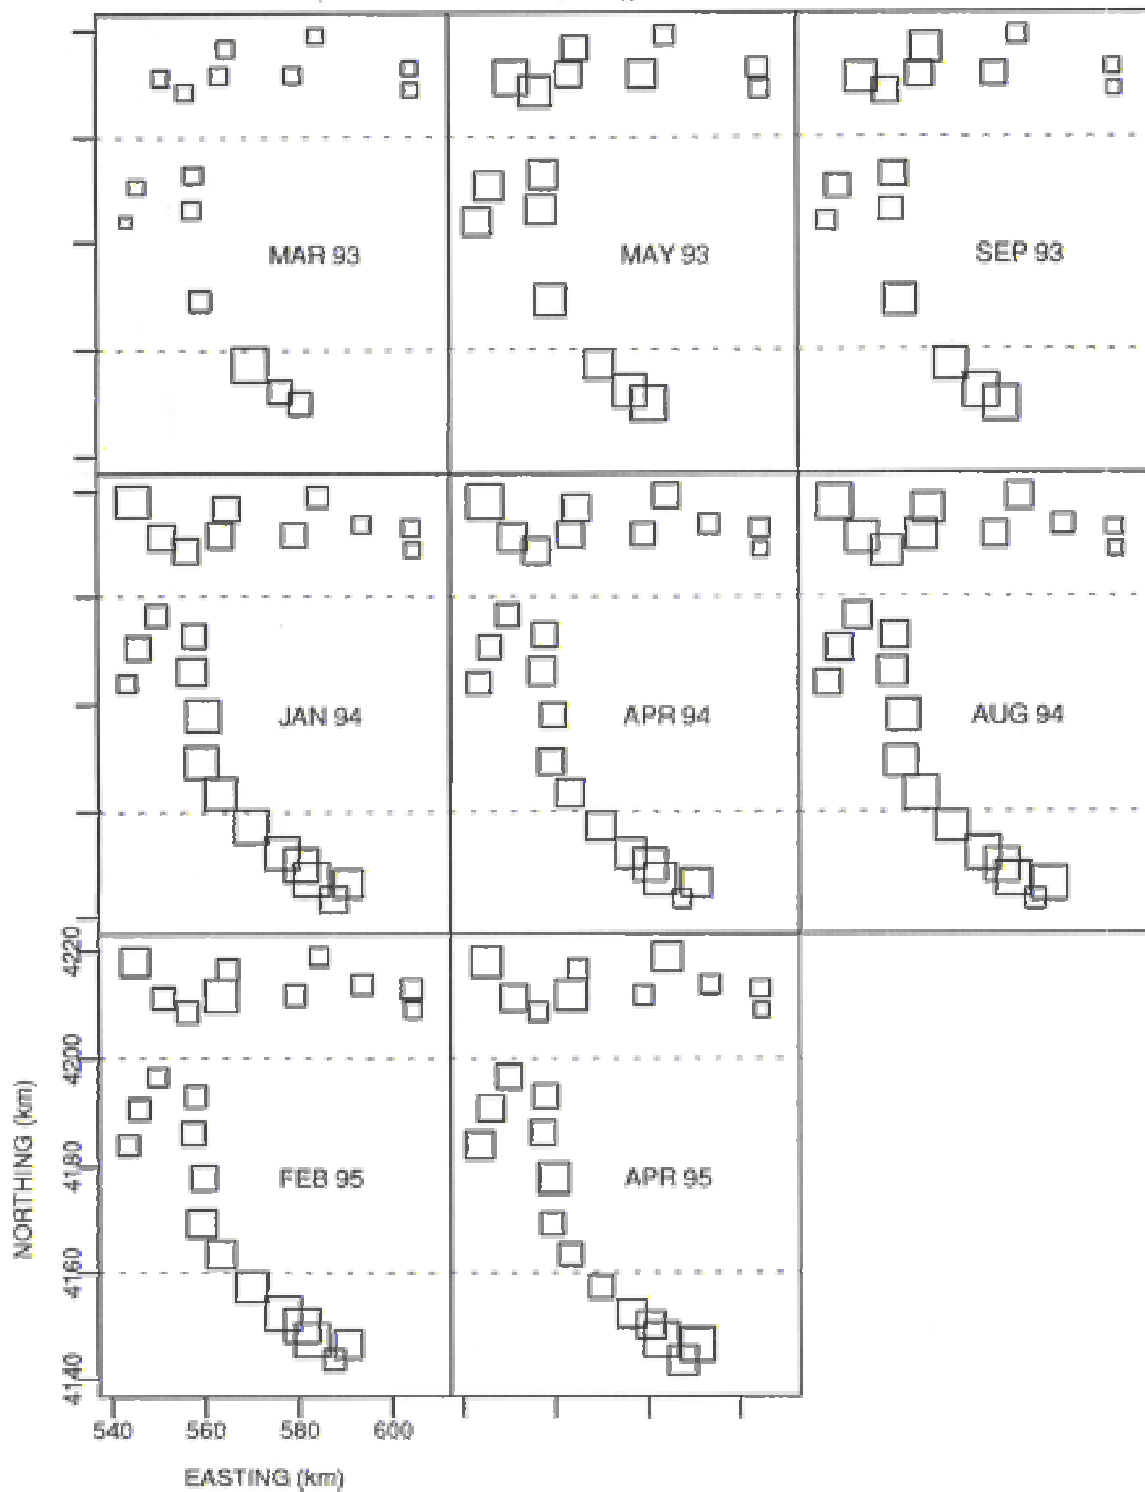 MAR 93
MAY 93
SEP 93
JAN 94
APR 94
AUG 94
4220
4200
4180
4160
4140
NORTHING (km)
FEB 95
APR 95
540 560 580 600
EASTING (km)